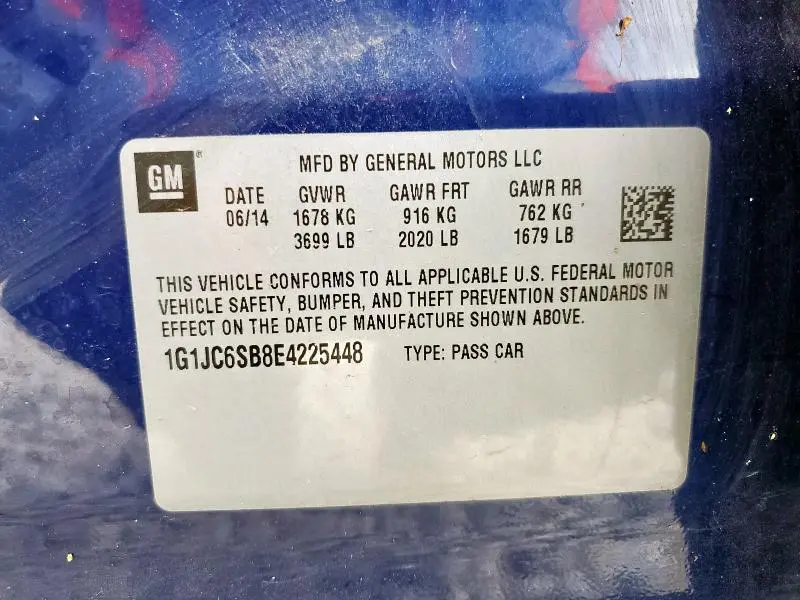 GM ® MFD BY GENERAL MOTORS LLC
DATE GVWR GAWR FRT GAWR RR
06/14 1678 KG 916 KG 762 KG
3699 LB 2020 LB 1679 LB
THIS VEHICLE CONFORMS TO ALL APPLICABLE U.S. FEDERAL MOTOR
VEHICLE SAFETY, BUMPER, AND THEFT PREVENTION STANDARDS IN
EFFECT ON THE DATE OF MANUFACTURE SHOWN ABOVE.
1G1JC6SB8E4225448 TYPE: PASS CAR